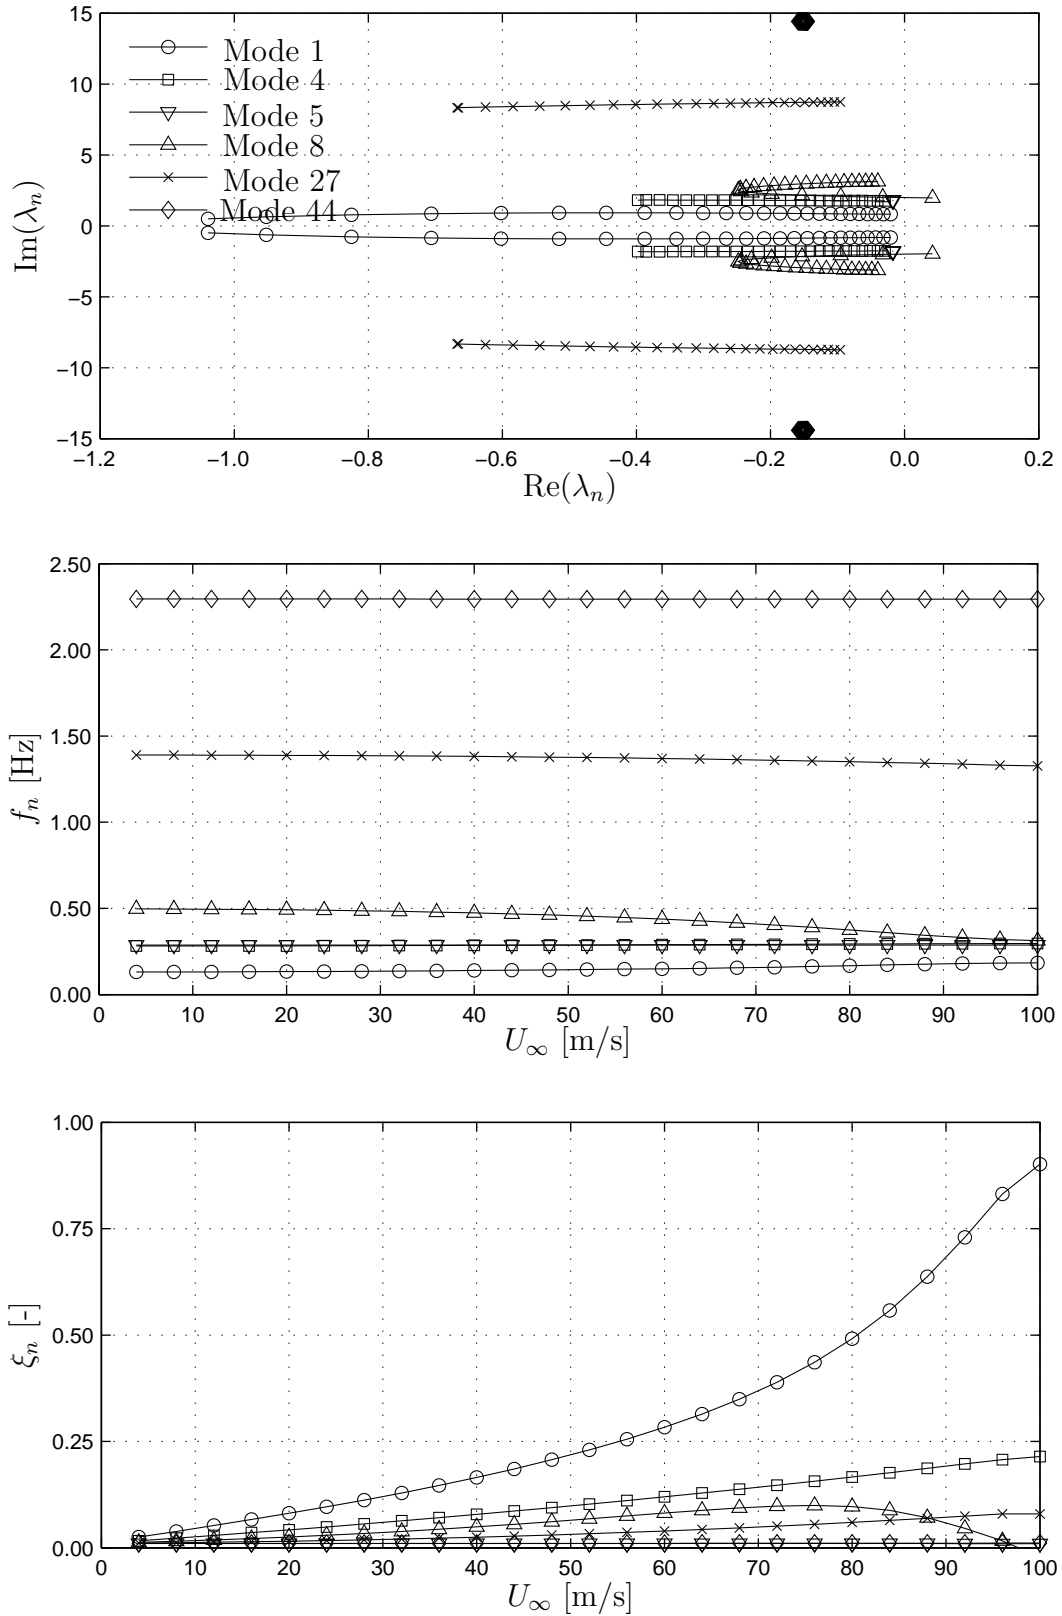 15
10
5
0
−5
−10
−15
Im(λₙ)
Mode 1
Mode 4
Mode 5
Mode 8
Mode 27
Mode 44
−1.2 −1.0 −0.8 −0.6 −0.4 −0.2 0.0 0.2
Re(λₙ)
2.50
2.00
1.50
1.00
0.50
0.00
fₙ [Hz]
0 10 20 30 40 50 60 70 80 90 100
U∞ [m/s]
1.00
0.75
0.50
0.25
0.00
ξₙ [-]
0 10 20 30 40 50 60 70 80 90 100
U∞ [m/s]